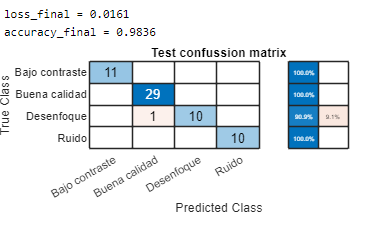 loss_final = 0.0161
accuracy_final = 0.9836
Test confussion matrix
True Class
Bajo contraste 11 100.0%
Buena calidad 29 100.0%
Desenfoque 1 10 90.9% 9.1%
Ruido 10 100.0%
Bajo contraste Buena calidad Desenfoque Ruido
Predicted Class